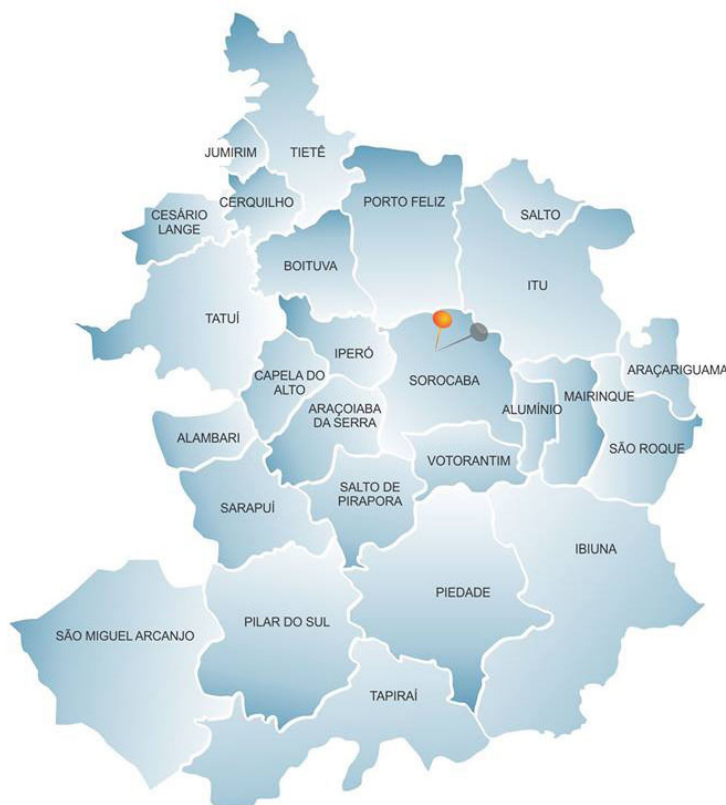 JUMIRIM
TIETÊ
CERQUILHO
PORTO FELIZ
CESÁRIO
LANGE
SALTO
BOITUVA
ITU
TATUÍ
IPERÓ
CAPELA DO
ALTO
SOROCABA
ARAÇARIGUAMA
MAIRINQUE
ARAÇOIABA
DA SERRA
ALUMÍNIO
ALAMBARI
SÃO ROQUE
VOTORANTIM
SALTO DE
PIRAPORA
SARAPUÍ
IBIUNA
PIEDADE
PILAR DO SUL
SÃO MIGUEL ARCANJO
TAPIRAÍ